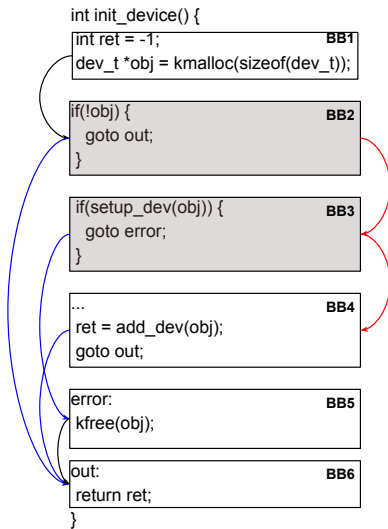 int init_device() {
int ret = -1; BB1
dev_t *obj = kmalloc(sizeof(dev_t));
if(!obj) { BB2
goto out;
}
if(setup_dev(obj)) { BB3
goto error;
}
... BB4
ret = add_dev(obj);
goto out;
error: BB5
kfree(obj);
out: BB6
return ret;
}